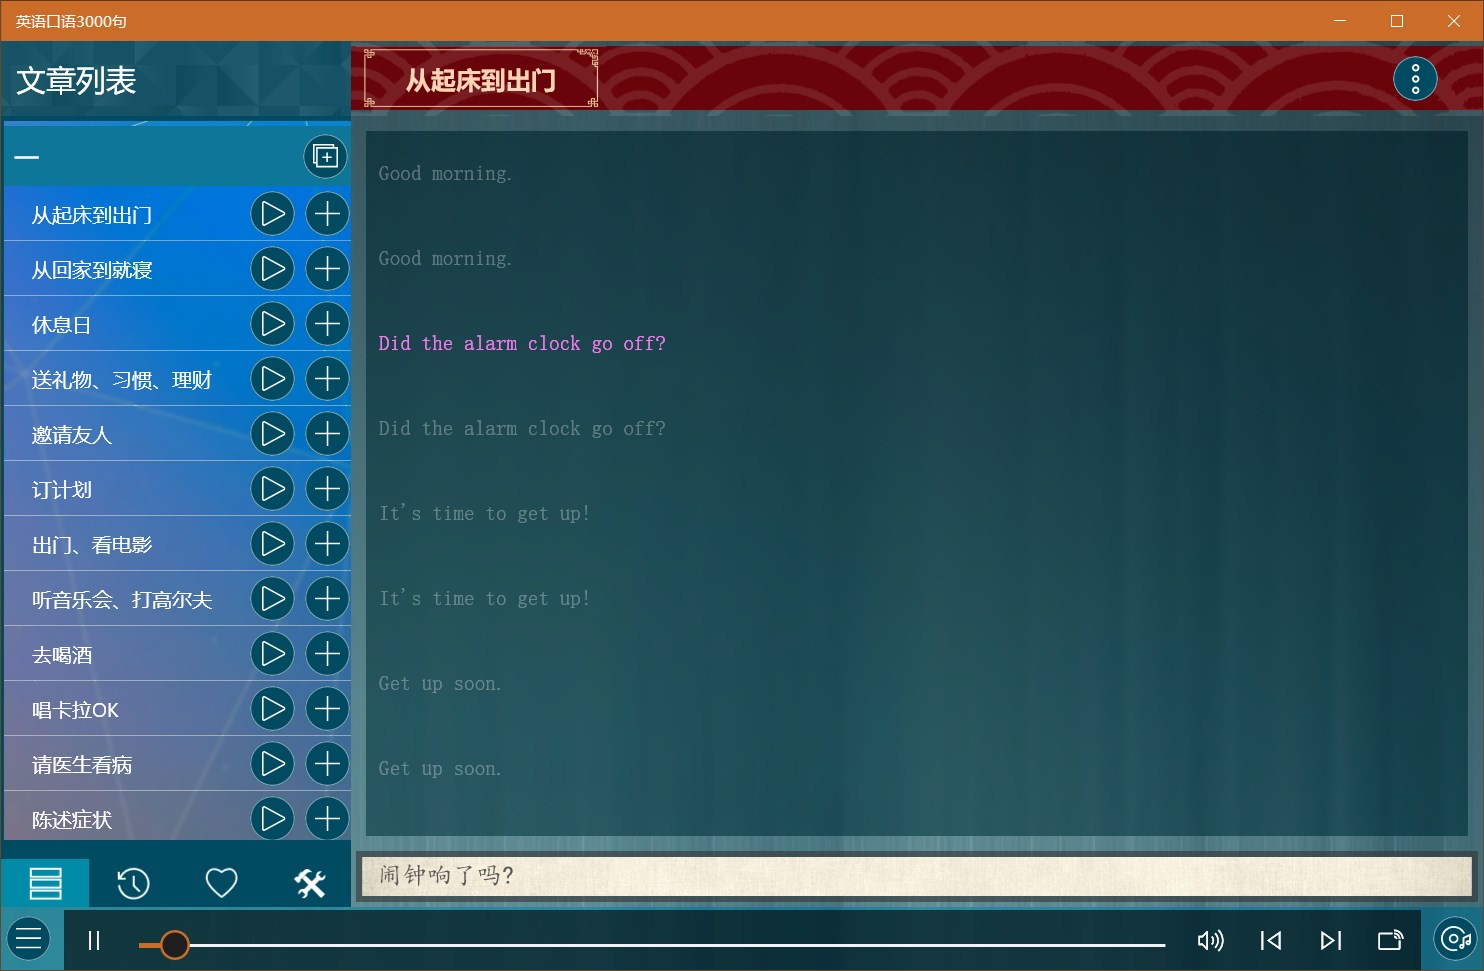 英语口语3000句
文章列表
从起床到出门
从起床到出门
从回家到就寝
休息日
送礼物、习惯、理财
邀请友人
订计划
出门、看电影
听音乐会、打高尔夫
去喝酒
唱卡拉OK
请医生看病
陈述症状
Good morning.
Good morning.
Did the alarm clock go off?
Did the alarm clock go off?
It's time to get up!
It's time to get up!
Get up soon.
Get up soon.
闹钟响了吗?